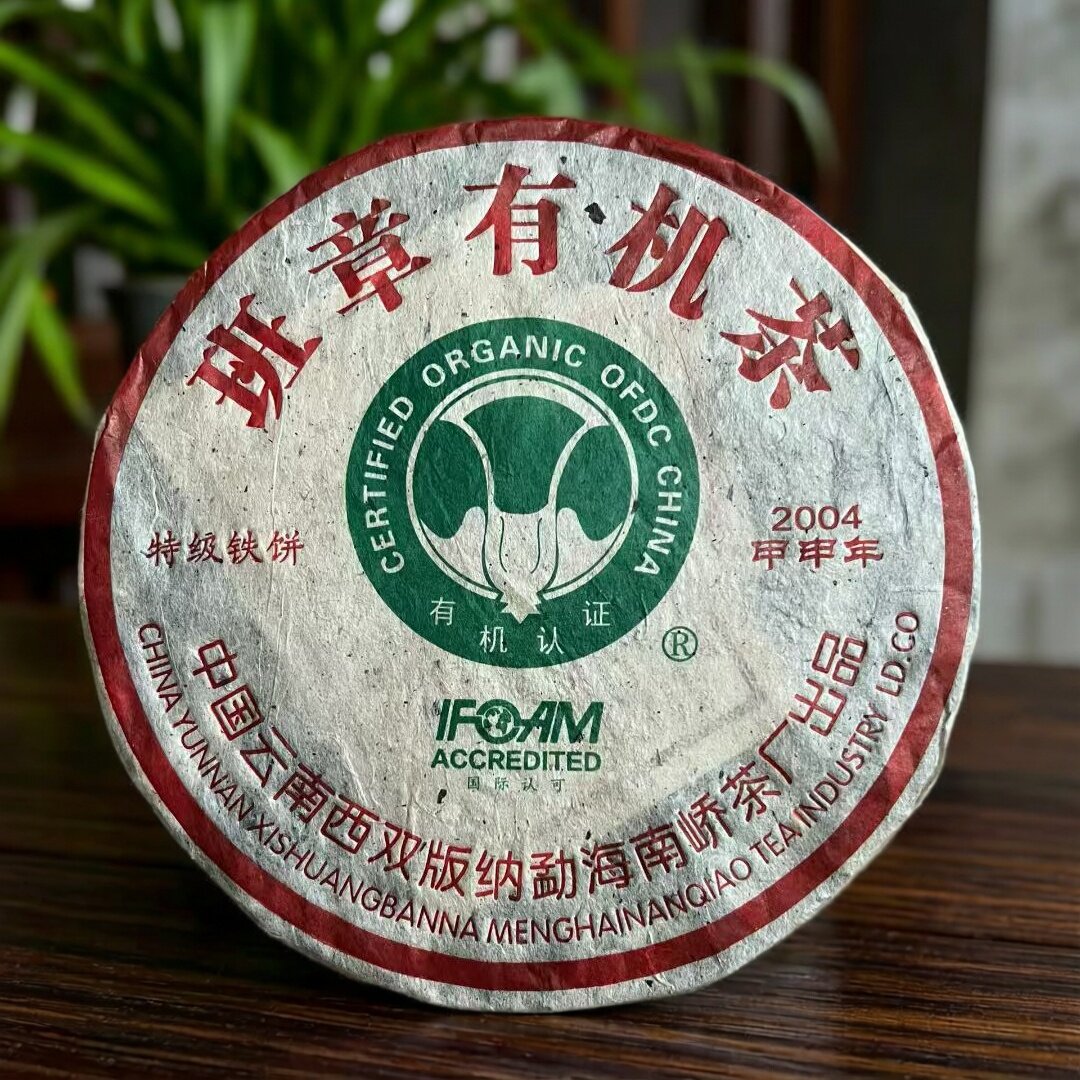 班章有机茶
CERTIFIED ORGANIC OFDC CHINA
有机认证
®
特级铁饼
2004
甲申年
IFOAM
ACCREDITED
国际认可
中国云南西双版纳勐海南峤茶厂出品
CHINA YUNNAN XISHUANGBANNA MENGHAINANQIAO TEA INDUSTRY LD.CO